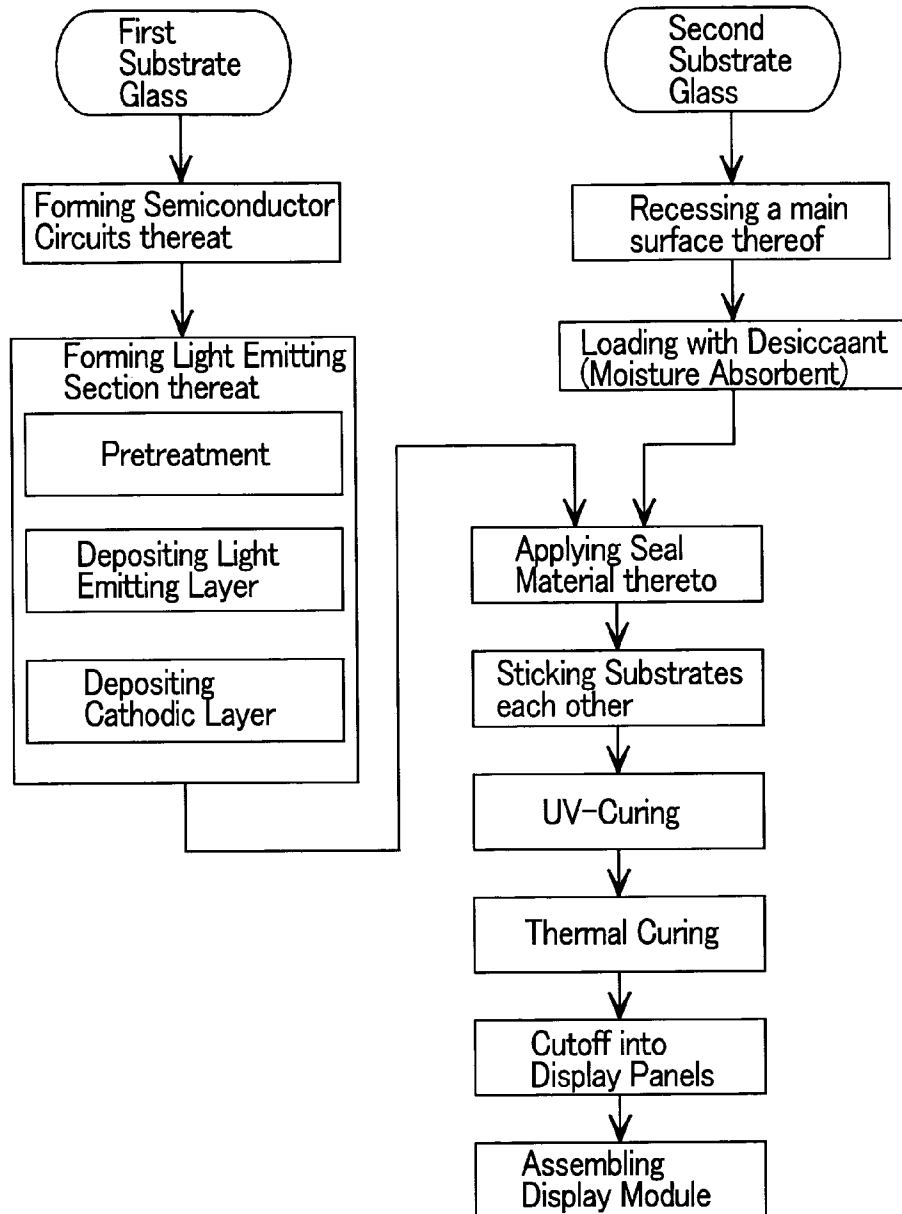 First
Substrate
Glass
Forming Semiconductor
Circuits thereat
Forming Light Emitting
Section thereat
Pretreatment
Depositing Light
Emitting Layer
Depositing
Cathodic Layer
Second
Substrate
Glass
Recessing a main
surface thereof
Loading with Desiccaant
(Moisture Absorbent)
Applying Seal
Material thereto
Sticking Substrates
each other
UV-Curing
Thermal Curing
Cutoff into
Display Panels
Assembling
Display Module